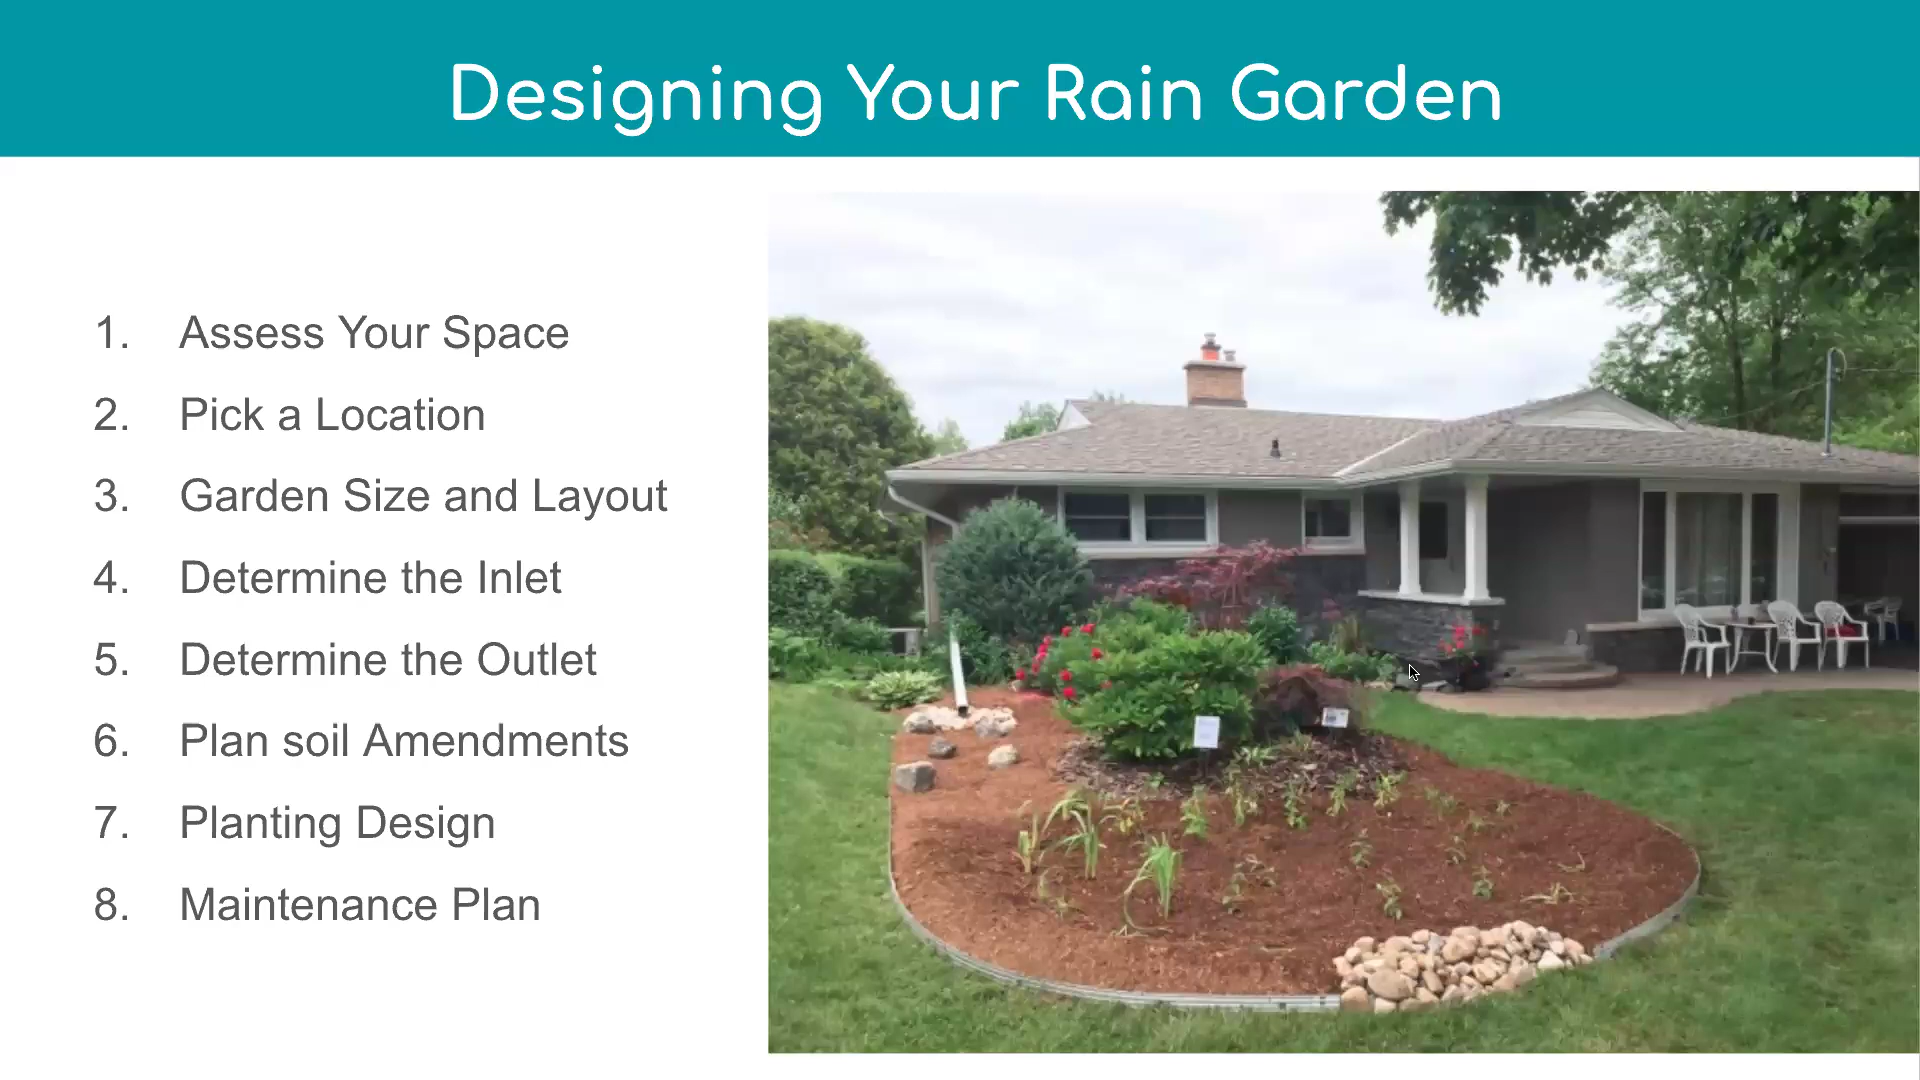 Designing Your Rain Garden
1. Assess Your Space
2. Pick a Location
3. Garden Size and Layout
4. Determine the Inlet
5. Determine the Outlet
6. Plan soil Amendments
7. Planting Design
8. Maintenance Plan